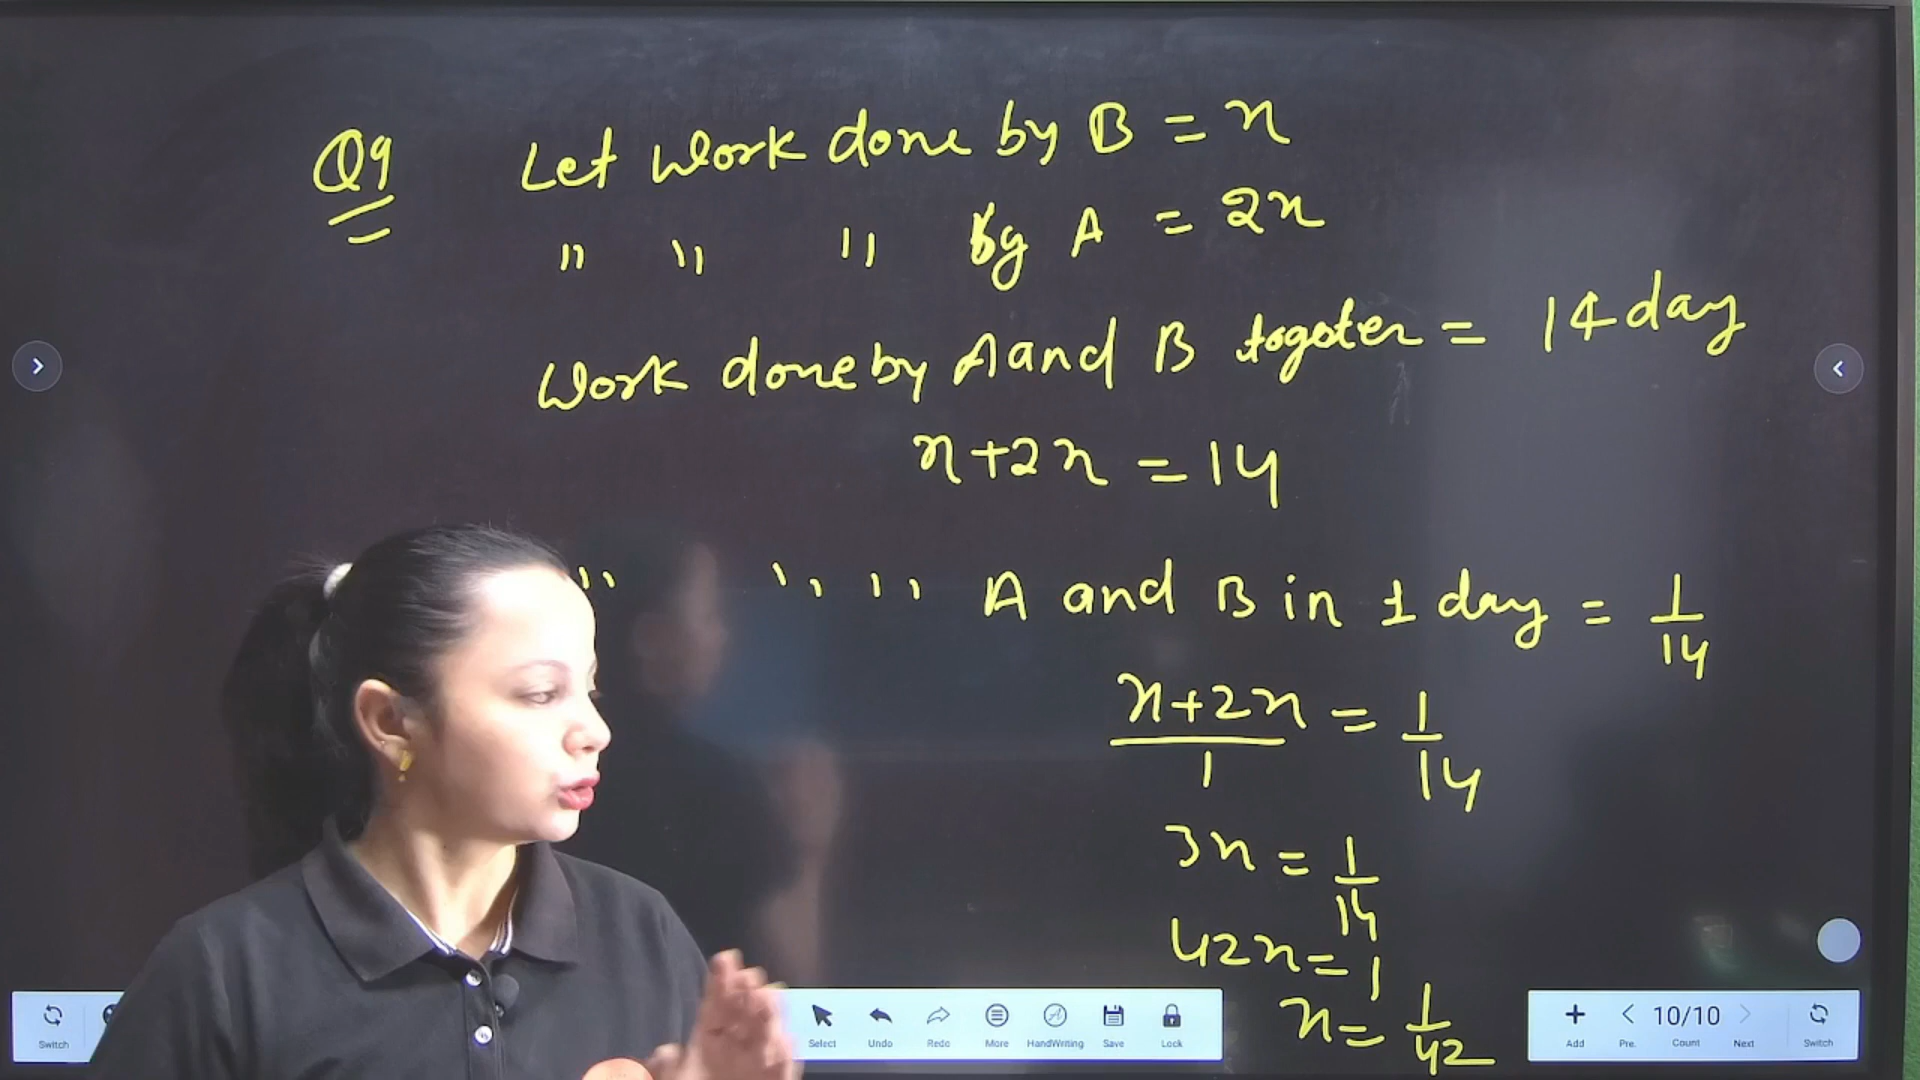 Q9 Let work done by B = x
" " " by A = 2x
Work done by A and B togeter = 14 day
x+2x = 14
" " " A and B in 1 day = 1/14
x+2x/1 = 1/14
3x = 1/14
42x = 1
x = 1/42
Switch Select Undo Redo More HandWriting Save Lock Add Pre. 10/10 Count Next Switch